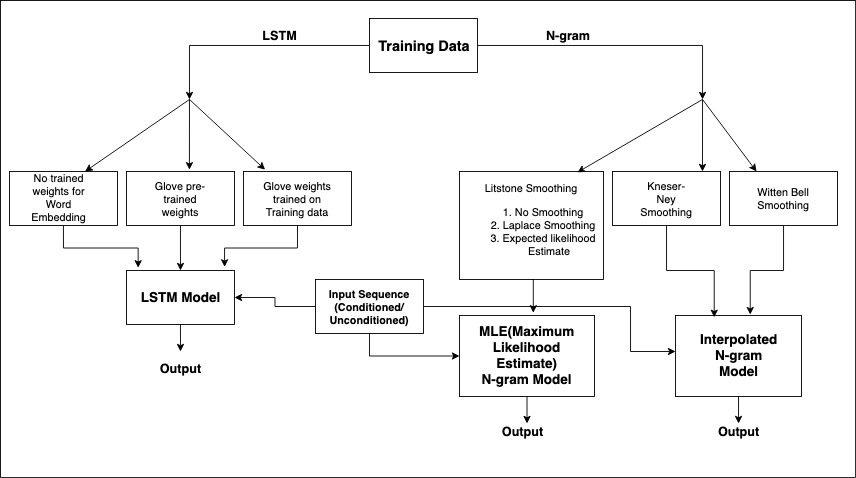 LSTM
Training Data
N-gram
No trained
weights for
Word
Embedding
Glove pre-
trained
weights
Glove weights
trained on
Training data
Litstone Smoothing
1. No Smoothing
2. Laplace Smoothing
3. Expected likelihood
Estimate
Kneser-
Ney
Smoothing
Witten Bell
Smoothing
LSTM Model
Input Sequence
(Conditioned/
Unconditioned)
MLE(Maximum
Likelihood
Estimate)
N-gram Model
Interpolated
N-gram
Model
Output
Output
Output